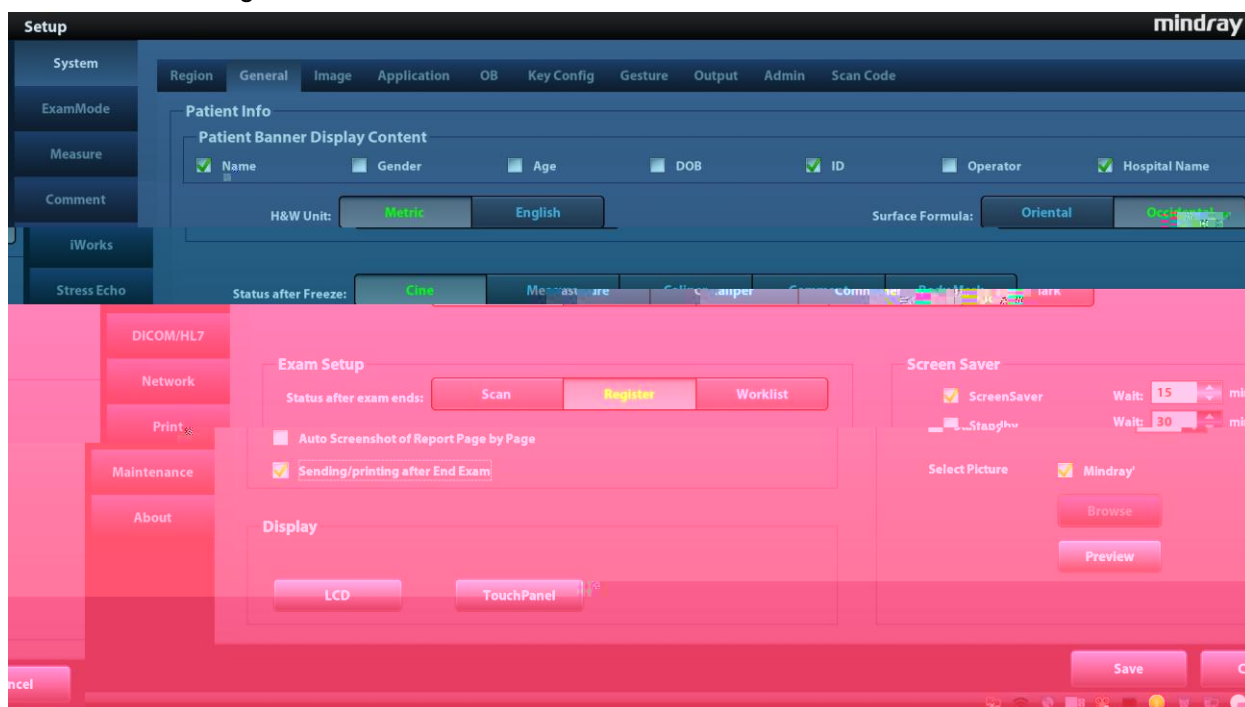 Setup mindray
System
Region General Image Application OB Key Config Gesture Output Admin Scan Code
ExamMode
Patient Info
Patient Banner Display Content
Measure
Name Gender Age DOB ID Operator Hospital Name
Comment
H&W Unit: Metric English Surface Formula: Oriental
iWorks
Stress Echo
Status after Freeze: Cine
DICOM/HL7
Exam Setup Screen Saver
Network
Status after exam ends: Scan Register Worklist ScreenSaver Wait: 15
Print Standby Wait: 30
Auto Screenshot of Report Page by Page
Maintenance
Sending/printing after End Exam Select Picture Mindray'
About
Browse
Display
Preview
LCD TouchPanel
Save